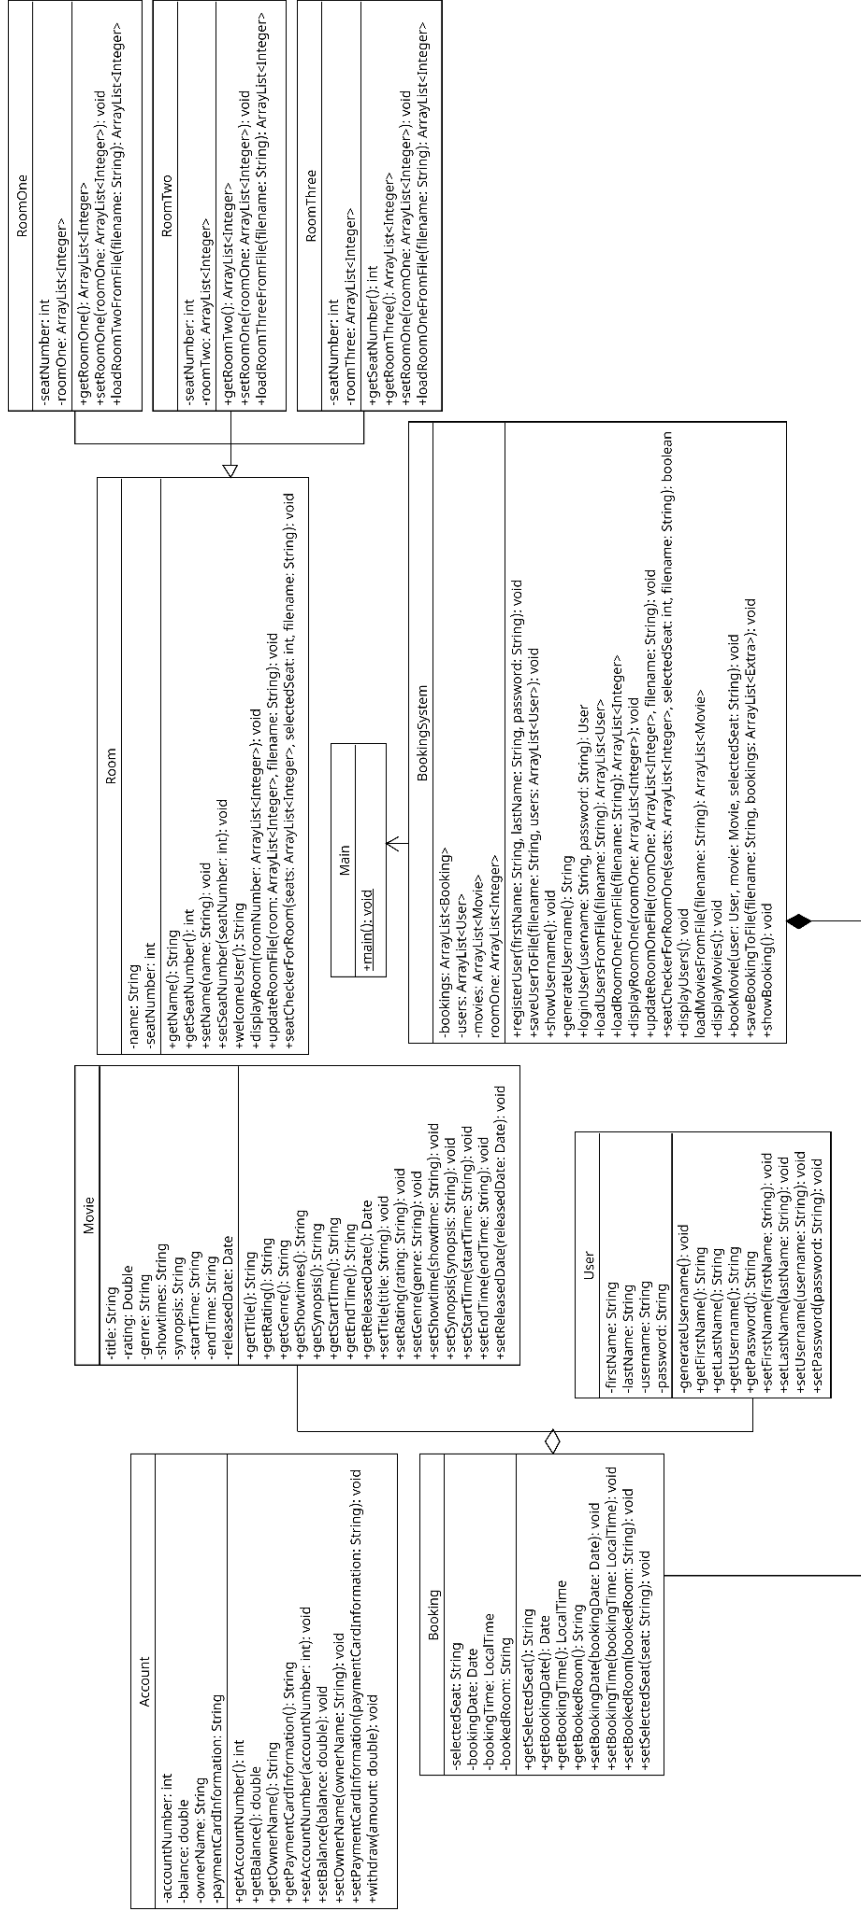 Account
-accountNumber: int
-balance: double
-ownerName: String
-paymentCardInformation: String
+getAccountNumber(): int
+getBalance(): double
+getOwnerName(): String
+getPaymentCardInformation(): String
+setAccountNumber(accountNumber: int): void
+setBalance(balance: double): void
+setOwnerName(ownerName: String): void
+setPaymentCardInformation(paymentCardInformation: String): void
+withdraw(amount: double): void
Movie
-title: String
-rating: Double
-genre: String
-showtimes: String
-synopsis: String
-startTime: String
-endTime: String
-releasedDate: Date
+getTitle(): String
+getRating(): String
+getGenre(): String
+getShowtimes(): String
+getSynopsis(): String
+getStartTime(): String
+getEndTime(): String
+getReleasedDate(): Date
+setTitle(title: String): void
+setRating(rating: String): void
+setGenre(genre: String): void
+setShowtime(showtime: String): void
+setSynopsis(synopsis: String): void
+setStartTime(startTime: String): void
+setEndTime(endTime: String): void
+setReleasedDate(releasedDate: Date): void
Room
-name: String
-seatNumber: int
+getName(): String
+getSeatNumber(): int
+setName(name: String): void
+setSeatNumber(seatNumber: int): void
+welcomeUser(): String
+displayRoom(roomNumber: ArrayList<Integer>): void
+updateRoomFile(room: ArrayList<Integer>, filename: String): void
+seatCheckerForRoom(seats: ArrayList<Integer>, selectedSeat: int, filename: String): void
RoomOne
-seatNumber: int
-roomOne: ArrayList<Integer>
+getRoomOne(): ArrayList<Integer>
+setRoomOne(roomOne: ArrayList<Integer>): void
+loadRoomTwoFromFile(filename: String): ArrayList<Integer>
RoomTwo
-seatNumber: int
-roomTwo: ArrayList<Integer>
+getRoomTwo(): ArrayList<Integer>
+setRoomOne(roomOne: ArrayList<Integer>): void
+loadRoomThreeFromFile(filename: String): ArrayList<Integer>
RoomThree
-seatNumber: int
-roomThree: ArrayList<Integer>
+getSeatNumber(): int
+getRoomThree(): ArrayList<Integer>
+setRoomOne(roomOne: ArrayList<Integer>): void
+loadRoomOneFromFile(filename: String): ArrayList<Integer>
Main
+main(): void
Booking
-selectedSeat: String
-bookingDate: Date
-bookingTime: LocalTime
-bookedRoom: String
+getSelectedSeat(): String
+getBookingDate(): Date
+getBookingTime(): LocalTime
+getBookedRoom(): String
+setBookingDate(bookingDate: Date): void
+setBookingTime(bookingTime: LocalTime): void
+setBookedRoom(bookedRoom: String): void
+setSelectedSeat(seat: String): void
User
-firstName: String
-lastName: String
-username: String
-password: String
-generateUsername(): void
+getFirstName(): String
+getLastName(): String
+getUsername(): String
+getPassword(): String
+setFirstName(firstName: String): void
+setLastName(lastName: String): void
+setUsername(username: String): void
+setPassword(password: String): void
BookingSystem
-bookings: ArrayList<Booking>
-users: ArrayList<User>
-movies: ArrayList<Movie>
roomOne: ArrayList<Integer>
+registerUser(firstName: String, lastName: String, password: String): void
+saveUserToFile(filename: String, users: ArrayList<User>): void
+showUsername(): void
+generateUsername(): String
+loginUser(username: String, password: String): User
+loadUsersFromFile(filename: String): ArrayList<User>
+loadRoomOneFromFile(filename: String): ArrayList<Integer>
+displayRoomOne(roomOne: ArrayList<Integer>): void
+updateRoomOneFile(roomOne: ArrayList<Integer>, filename: String): void
+seatCheckerForRoomOne(seats: ArrayList<Integer>, selectedSeat: int, filename: String): boolean
+displayUsers(): void
loadMoviesFromFile(filename: String): ArrayList<Movie>
+displayMovies(): void
+bookMovie(user: User, movie: Movie, selectedSeat: String): void
+saveBookingToFile(filename: String, bookings: ArrayList<Extra>): void
+showBooking(): void